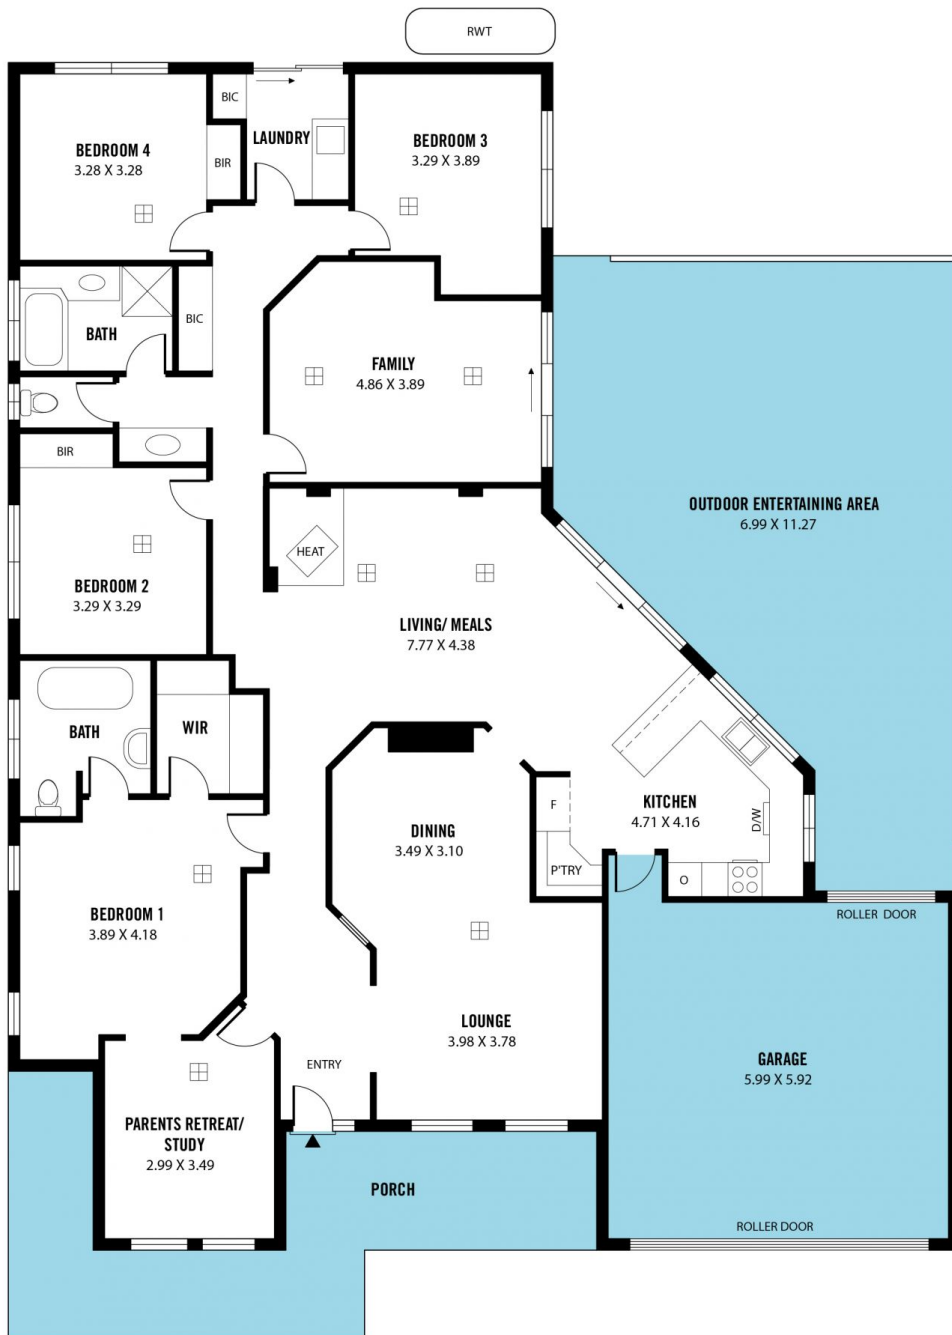 RWT
BIC
LAUNDRY
BEDROOM 4
3.28 X 3.28
BIR
BEDROOM 3
3.29 X 3.89
BATH
BIC
FAMILY
4.86 X 3.89
BIR
OUTDOOR ENTERTAINING AREA
6.99 X 11.27
HEAT
BEDROOM 2
3.29 X 3.29
LIVING/ MEALS
7.77 X 4.38
BATH
WIR
KITCHEN
4.71 X 4.16
F
D/W
DINING
3.49 X 3.10
P'TRY
O
BEDROOM 1
3.89 X 4.18
ROLLER DOOR
LOUNGE
3.98 X 3.78
ENTRY
GARAGE
5.99 X 5.92
PARENTS RETREAT/
STUDY
2.99 X 3.49
PORCH
ROLLER DOOR